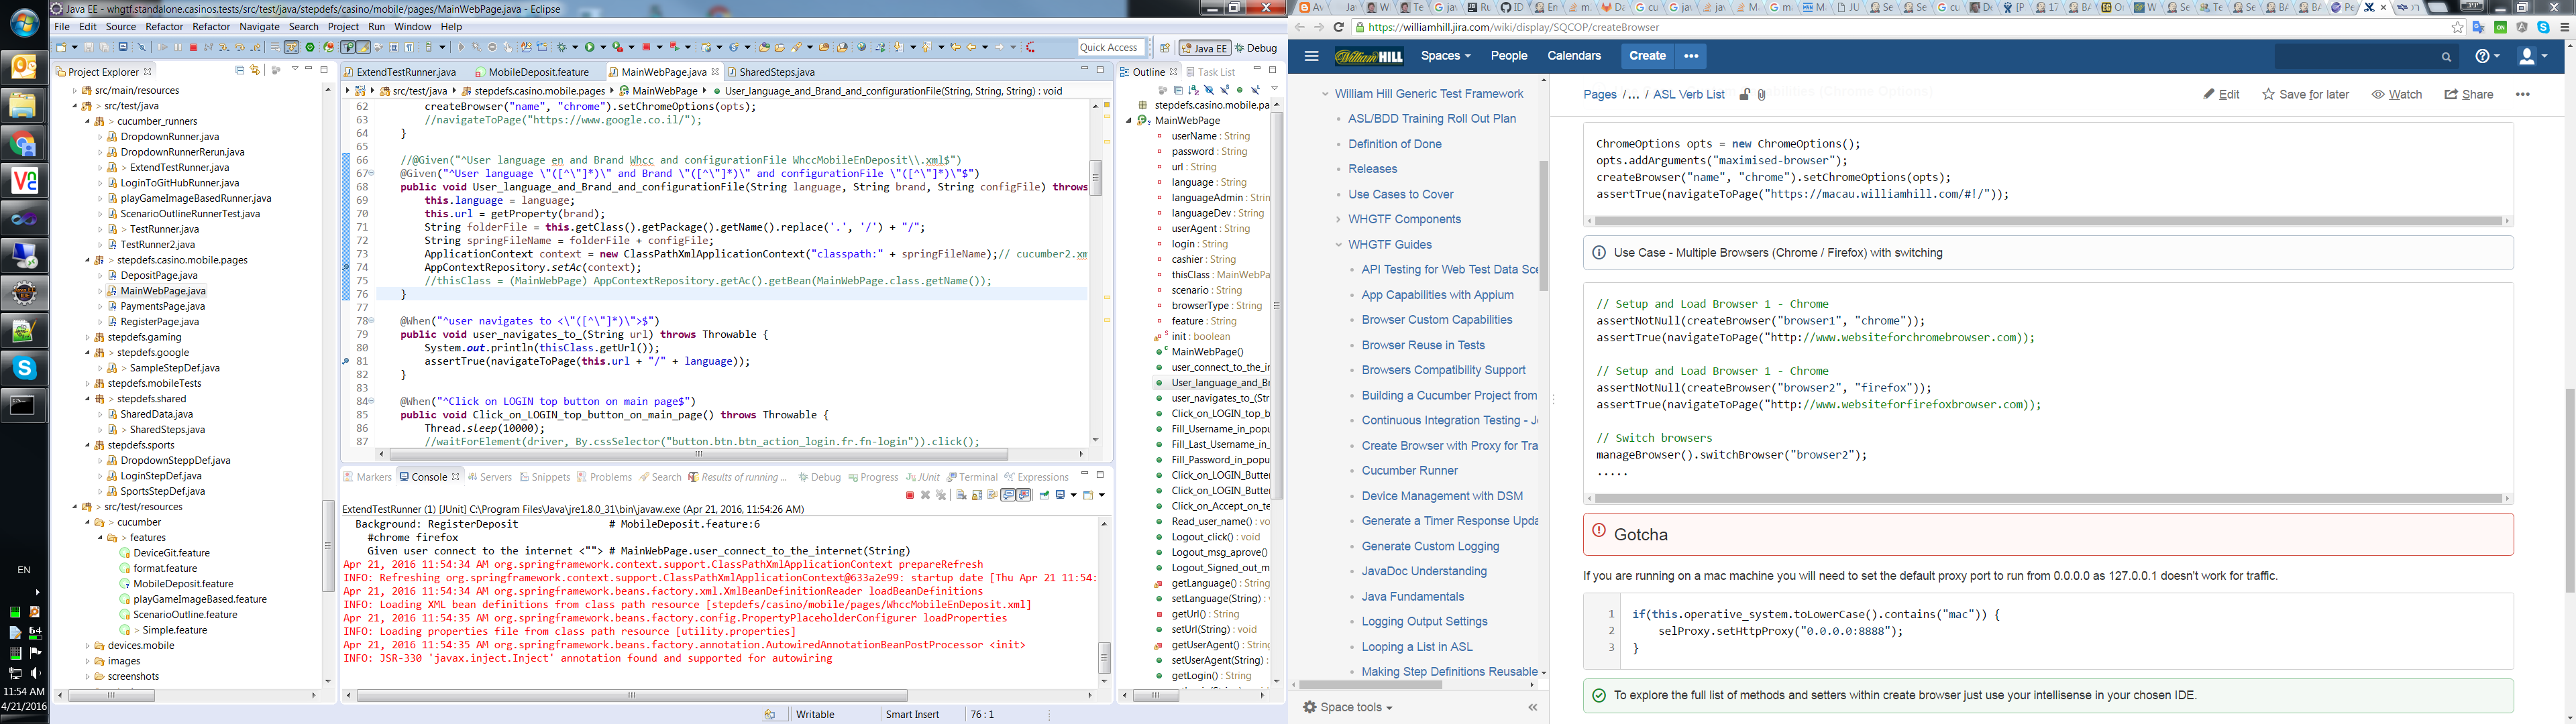 Java EE - whgtf.standalone.casinos.tests/src/test/java/stepdefs/casino/mobile/pages/MainWebPage.java - Eclipse
File Edit Source Refactor Navigate Search Project Run Window Help
Quick Access
Java EE
Debug
Project Explorer
src/main/resources
> src/test/java
> cucumber_runners
DropdownRunner.java
DropdownRunnerRerun.java
> ExtendTestRunner.java
LoginToGitHubRunner.java
playGameImageBasedRunner.java
ScenarioOutlineRunnerTest.java
> TestRunner.java
TestRunner2.java
> stepdefs.casino.mobile.pages
DepositPage.java
MainWebPage.java
PaymentsPage.java
RegisterPage.java
stepdefs.gaming
> stepdefs.google
> SampleStepDef.java
stepdefs.mobileTests
> stepdefs.shared
SharedData.java
> SharedSteps.java
stepdefs.sports
DropdownSteppDef.java
LoginStepDef.java
SportsStepDef.java
> src/test/resources
> cucumber
> features
DeviceGit.feature
format.feature
MobileDeposit.feature
playGameImageBased.feature
ScenarioOutline.feature
> Simple.feature
devices.mobile
images
screenshots
EN
64
11:54 AM
4/21/2016
ExtendTestRunner.java
MobileDeposit.feature
MainWebPage.java
SharedSteps.java
src/test/java
stepdefs.casino.mobile.pages
MainWebPage
User_language_and_Brand_and_configurationFile(String, String, String) : void
62 createBrowser("name", "chrome").setChromeOptions(opts);
63 //navigateToPage("https://www.google.co.il/");
64 }
65
66 //@Given("^User language en and Brand Whcc and configurationFile WhccMobileEnDeposit\\.xml$")
67 @Given("^User language \"([^\"]*)\" and Brand \"([^\"]*)\" and configurationFile \"([^\"]*)\"$")
68 public void User_language_and_Brand_and_configurationFile(String language, String brand, String configFile) throws
69 this.language = language;
70 this.url = getProperty(brand);
71 String folderFile = this.getClass().getPackage().getName().replace('.', '/') + "/";
72 String springFileName = folderFile + configFile;
73 ApplicationContext context = new ClassPathXmlApplicationContext("classpath:" + springFileName);// cucumber2.xm
74 AppContextRepository.setAc(context);
75 //thisClass = (MainWebPage) AppContextRepository.getAc().getBean(MainWebPage.class.getName());
76 }
77
78 @When("^user navigates to <\"([^\"]*)\">$")
79 public void user_navigates_to_(String url) throws Throwable {
80 System.out.println(thisClass.getUrl());
81 assertTrue(navigateToPage(this.url + "/" + language));
82 }
83
84 @When("^Click on LOGIN top button on main page$")
85 public void Click_on_LOGIN_top_button_on_main_page() throws Throwable {
86 Thread.sleep(10000);
87 //waitForElement(driver, By.cssSelector("button.btn.btn_action_login.fr.fn-login")).click();
Markers Console Servers Snippets Problems Search Results of running ... Debug Progress JUnit Terminal Expressions
ExtendTestRunner (1) [JUnit] C:\Program Files\Java\jre1.8.0_31\bin\javaw.exe (Apr 21, 2016, 11:54:26 AM)
Background: RegisterDeposit # MobileDeposit.feature:6
#chrome firefox
Given user connect to the internet <""> # MainWebPage.user_connect_to_the_internet(String)
Apr 21, 2016 11:54:34 AM org.springframework.context.support.ClassPathXmlApplicationContext prepareRefresh
INFO: Refreshing org.springframework.context.support.ClassPathXmlApplicationContext@633a2e99: startup date [Thu Apr 21 11:54:
Apr 21, 2016 11:54:34 AM org.springframework.beans.factory.xml.XmlBeanDefinitionReader loadBeanDefinitions
INFO: Loading XML bean definitions from class path resource [stepdefs/casino/mobile/pages/WhccMobileEnDeposit.xml]
Apr 21, 2016 11:54:35 AM org.springframework.beans.factory.config.PropertyPlaceholderConfigurer loadProperties
INFO: Loading properties file from class path resource [utility.properties]
Apr 21, 2016 11:54:35 AM org.springframework.beans.factory.annotation.AutowiredAnnotationBeanPostProcessor <init>
INFO: JSR-330 'javax.inject.Inject' annotation found and supported for autowiring
Writable
Smart Insert
76 : 1
Outline
Task List
stepdefs.casino.mobile.pa
MainWebPage
userName : String
password : String
url : String
language : String
languageAdmin : String
languageDev : String
userAgent : String
login : String
cashier : String
thisClass : MainWebPa
scenario : String
browserType : String
feature : String
init : boolean
MainWebPage()
user_connect_to_the_in
User_language_and_Br
user_navigates_to_(Stri
Click_on_LOGIN_top_b
Fill_Username_in_popu
Fill_Last_Username_in_
Fill_Password_in_popu
Click_on_LOGIN_Butte
Click_on_LOGIN_Butte
Click_on_Accept_on_te
Read_user_name() : vo
Logout_click() : void
Logout_msg_aprove()
Logout_Signed_out_m
getLanguage() : String
setLanguage(String) : v
getUrl() : String
setUrl(String) : void
getUserAgent() : String
setUserAgent(String) :
getLogin() : String
https://williamhill.jira.com/wiki/display/SQCOP/createBrowser
William HILL
Spaces People Calendars Create
William Hill Generic Test Framework
ASL/BDD Training Roll Out Plan
Definition of Done
Releases
Use Cases to Cover
WHGTF Components
WHGTF Guides
API Testing for Web Test Data Sce
App Capabilities with Appium
Browser Custom Capabilities
Browser Reuse in Tests
Browsers Compatibility Support
Building a Cucumber Project from
Continuous Integration Testing - Je
Create Browser with Proxy for Tra
Cucumber Runner
Device Management with DSM
Generate a Timer Response Upda
Generate Custom Logging
JavaDoc Understanding
Java Fundamentals
Logging Output Settings
Looping a List in ASL
Making Step Definitions Reusable
Space tools
Pages /... / ASL Verb List
Edit Save for later Watch Share
ChromeOptions opts = new ChromeOptions();
opts.addArguments("maximised-browser");
createBrowser("name", "chrome").setChromeOptions(opts);
assertTrue(navigateToPage("https://macau.williamhill.com/#!/"));
Use Case - Multiple Browsers (Chrome / Firefox) with switching
// Setup and Load Browser 1 - Chrome
assertNotNull(createBrowser("browser1", "chrome"));
assertTrue(navigateToPage("http://www.websiteforchromebrowser.com));
// Setup and Load Browser 1 - Chrome
assertNotNull(createBrowser("browser2", "firefox"));
assertTrue(navigateToPage("http://www.websiteforfirefoxbrowser.com));
// Switch browsers
manageBrowser().switchBrowser("browser2");
.....
Gotcha
If you are running on a mac machine you will need to set the default proxy port to run from 0.0.0.0 as 127.0.0.1 doesn't work for traffic.
1 if(this.operative_system.toLowerCase().contains("mac")) {
2 selProxy.setHttpProxy("0.0.0.0:8888");
3 }
To explore the full list of methods and setters within create browser just use your intellisense in your chosen IDE.